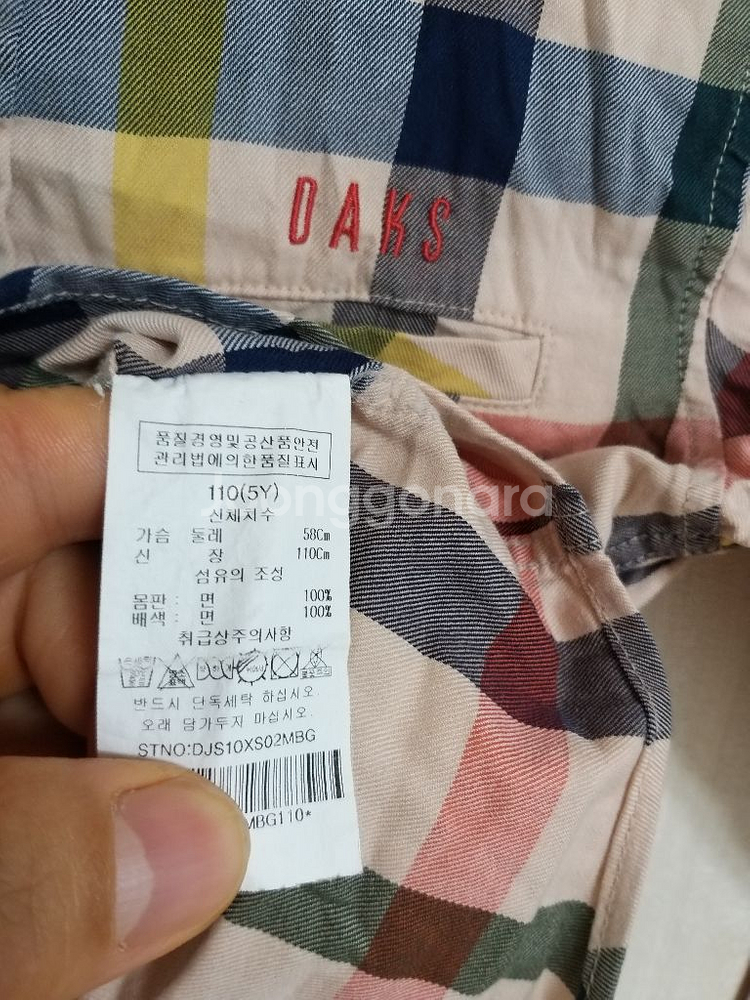 DAKS
품질경영및공산품안전
관리법에의한품질표시
Joonggonara
110(5Y)
신체치수
가슴 둘레 58Cm
신 장 110Cm
섬유의 조성
몸판 : 면 100%
배색 : 면 100%
취급상주의사항
반드시 단독세탁 하십시오
오래 담가두지 마십시오.
STNO:DJS10XS02MBG
MBG110*